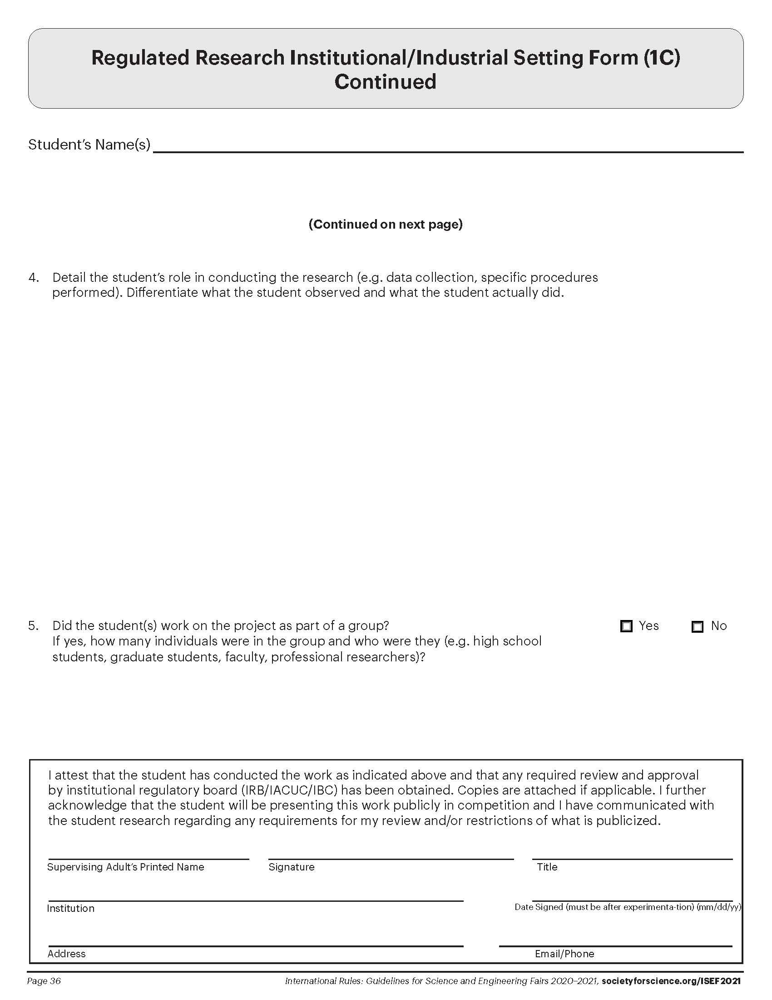 Regulated Research Institutional/Industrial Setting Form (1C)
Continued
Student’s Name(s)
(Continued on next page)
4. Detail the student’s role in conducting the research (e.g. data collection, specific procedures
performed). Differentiate what the student observed and what the student actually did.
5. Did the student(s) work on the project as part of a group? Yes No
If yes, how many individuals were in the group and who were they (e.g. high school
students, graduate students, faculty, professional researchers)?
I attest that the student has conducted the work as indicated above and that any required review and approval
by institutional regulatory board (IRB/IACUC/IBC) has been obtained. Copies are attached if applicable. I further
acknowledge that the student will be presenting this work publicly in competition and I have communicated with
the student research regarding any requirements for my review and/or restrictions of what is publicized.
Supervising Adult’s Printed Name Signature Title
Institution Date Signed (must be after experimenta-tion) (mm/dd/yy)
Address Email/Phone
Page 36 International Rules: Guidelines for Science and Engineering Fairs 2020–2021, societyforscience.org/ISEF2021